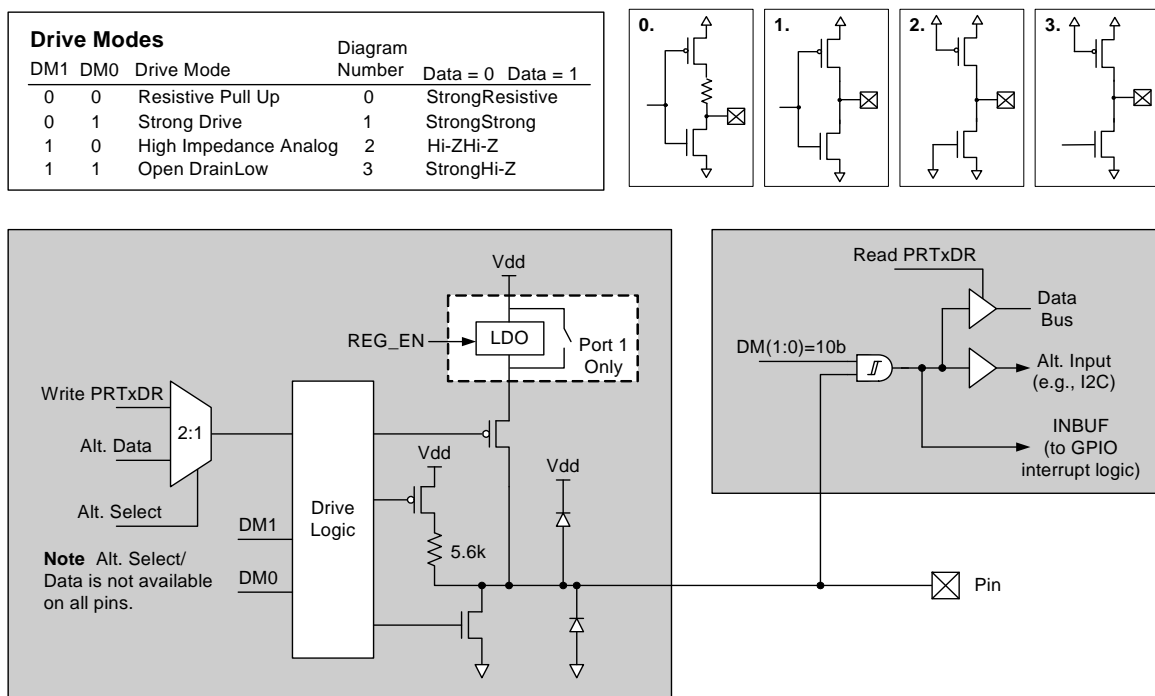 Drive Modes
DM1 DM0 Drive Mode Diagram Number Data = 0 Data = 1
0 0 Resistive Pull Up 0 StrongResistive
0 1 Strong Drive 1 StrongStrong
1 0 High Impedance Analog 2 Hi-ZHi-Z
1 1 Open DrainLow 3 StrongHi-Z
0.
1.
2.
3.
Vdd
REG_EN
LDO
Port 1
Only
Write PRTxDR
2:1
Alt. Data
Alt. Select
Vdd
Vdd
Drive
Logic
DM1
5.6k
Note Alt. Select/
Data is not available
on all pins.
DM0
Read PRTxDR
Data
Bus
DM(1:0)=10b
Alt. Input
(e.g., I2C)
INBUF
(to GPIO
interrupt logic)
Pin